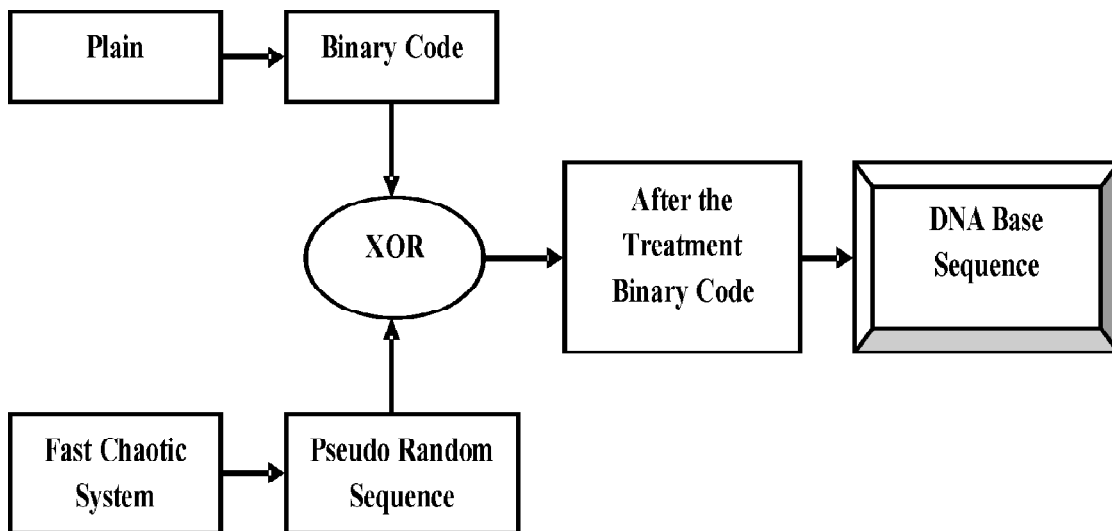 Plain
Binary Code
XOR
After the
Treatment
Binary Code
DNA Base
Sequence
Fast Chaotic
System
Pseudo Random
Sequence